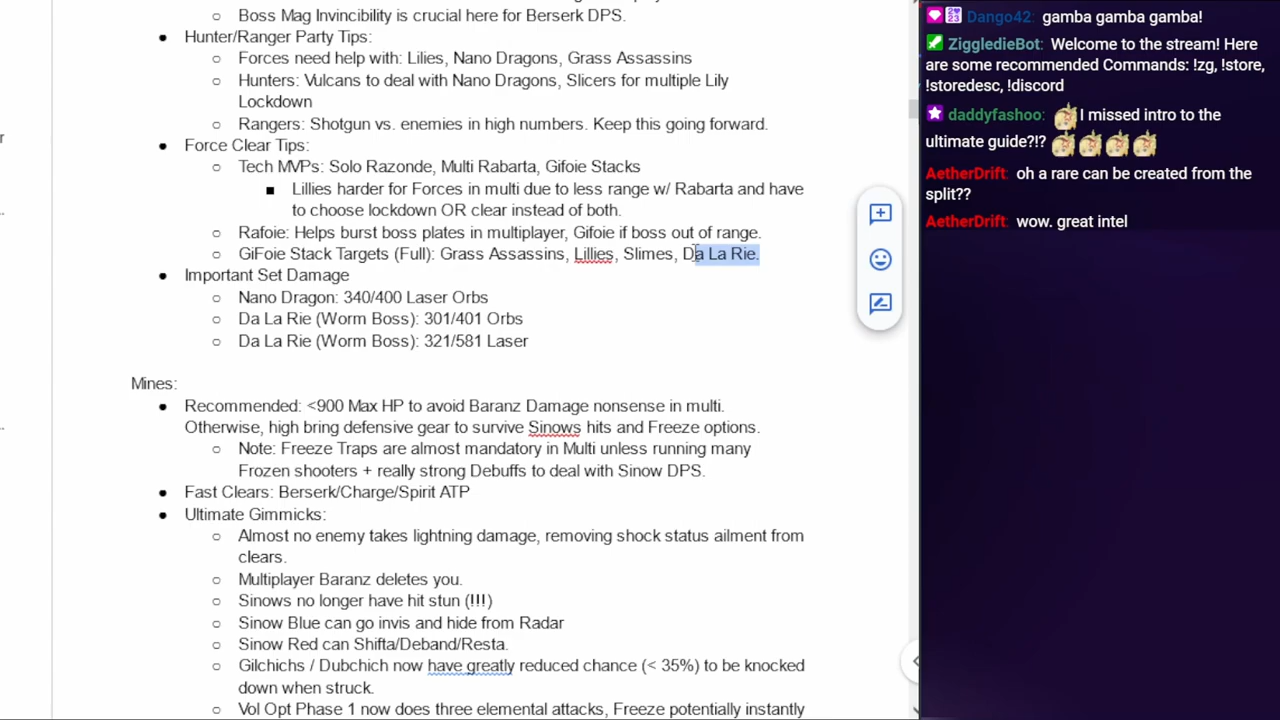 Boss Mag Invincibility is crucial here for Berserk DPS.
Hunter/Ranger Party Tips:
Forces need help with: Lilies, Nano Dragons, Grass Assassins
Hunters: Vulcans to deal with Nano Dragons, Slicers for multiple Lily
Lockdown
Rangers: Shotgun vs. enemies in high numbers. Keep this going forward.
Force Clear Tips:
Tech MVPs: Solo Razonde, Multi Rabarta, Gifoie Stacks
Lillies harder for Forces in multi due to less range w/ Rabarta and have
to choose lockdown OR clear instead of both.
Rafoie: Helps burst boss plates in multiplayer, Gifoie if boss out of range.
GiFoie Stack Targets (Full): Grass Assassins, Lillies, Slimes, Da La Rie.
Important Set Damage
Nano Dragon: 340/400 Laser Orbs
Da La Rie (Worm Boss): 301/401 Orbs
Da La Rie (Worm Boss): 321/581 Laser
Mines:
Recommended: <900 Max HP to avoid Baranz Damage nonsense in multi.
Otherwise, high bring defensive gear to survive Sinows hits and Freeze options.
Note: Freeze Traps are almost mandatory in Multi unless running many
Frozen shooters + really strong Debuffs to deal with Sinow DPS.
Fast Clears: Berserk/Charge/Spirit ATP
Ultimate Gimmicks:
Almost no enemy takes lightning damage, removing shock status ailment from
clears.
Multiplayer Baranz deletes you.
Sinows no longer have hit stun (!!!)
Sinow Blue can go invis and hide from Radar
Sinow Red can Shifta/Deband/Resta.
Gilchichs / Dubchich now have greatly reduced chance (< 35%) to be knocked
down when struck.
Vol Opt Phase 1 now does three elemental attacks, Freeze potentially instantly
Dango42: gamba gamba gamba!
ZiggledieBot: Welcome to the stream! Here
are some recommended Commands: !zg, !store,
!storedesc, !discord
daddyfashoo: I missed intro to the
ultimate guide?!?
AetherDrift: oh a rare can be created from the
split??
AetherDrift: wow. great intel